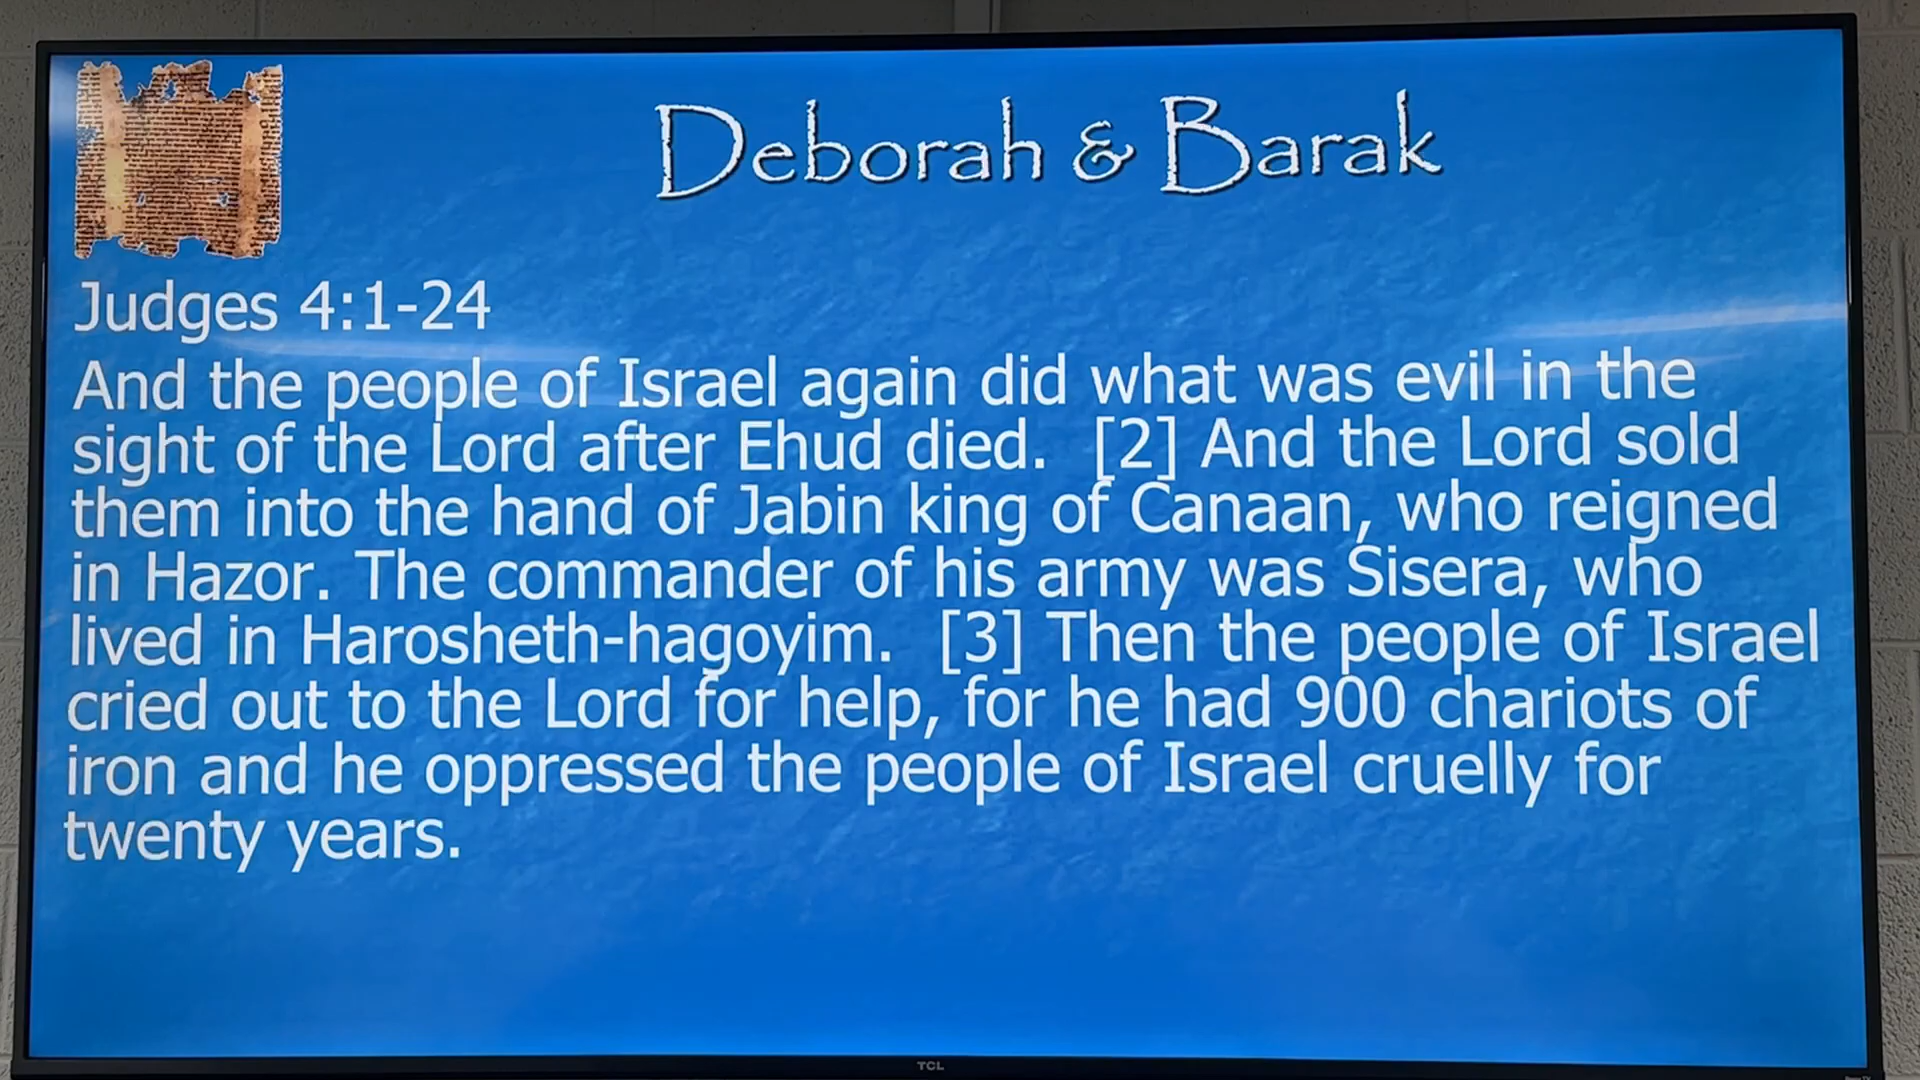 Deborah & Barak
Judges 4:1-24
And the people of Israel again did what was evil in the
sight of the Lord after Ehud died. [2] And the Lord sold
them into the hand of Jabin king of Canaan, who reigned
in Hazor. The commander of his army was Sisera, who
lived in Harosheth-hagoyim. [3] Then the people of Israel
cried out to the Lord for help, for he had 900 chariots of
iron and he oppressed the people of Israel cruelly for
twenty years.
TCL